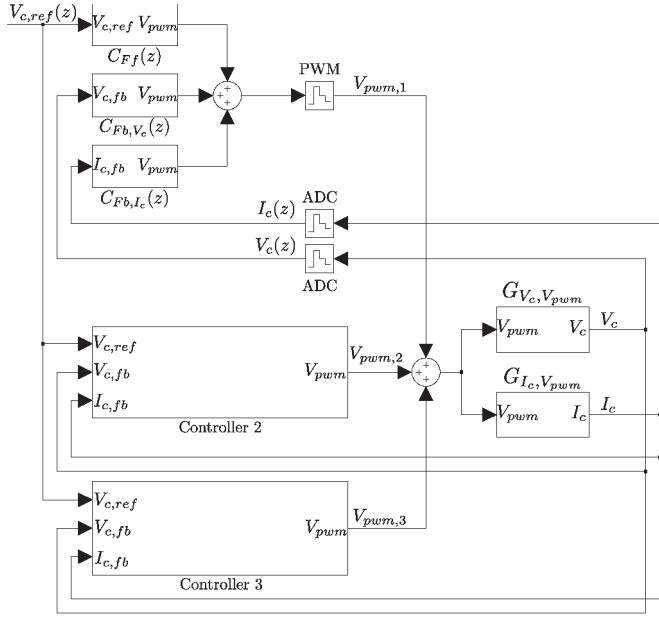 V_{c,ref}(z)
V_{c,ref} V_{pwm}
C_{Ff}(z)
V_{c,fb} V_{pwm}
C_{Fb,V_c}(z)
I_{c,fb} V_{pwm}
C_{Fb,I_c}(z)
+
+ +
PWM
V_{pwm,1}
I_c(z)
ADC
V_c(z)
ADC
V_{c,ref}
V_{c,fb}
I_{c,fb}
V_{pwm}
Controller 2
V_{pwm,2}
+
+ +
G_{V_c,V_{pwm}}
V_{pwm} V_c
V_c
G_{I_c,V_{pwm}}
V_{pwm} I_c
I_c
V_{c,ref}
V_{c,fb}
I_{c,fb}
V_{pwm}
Controller 3
V_{pwm,3}